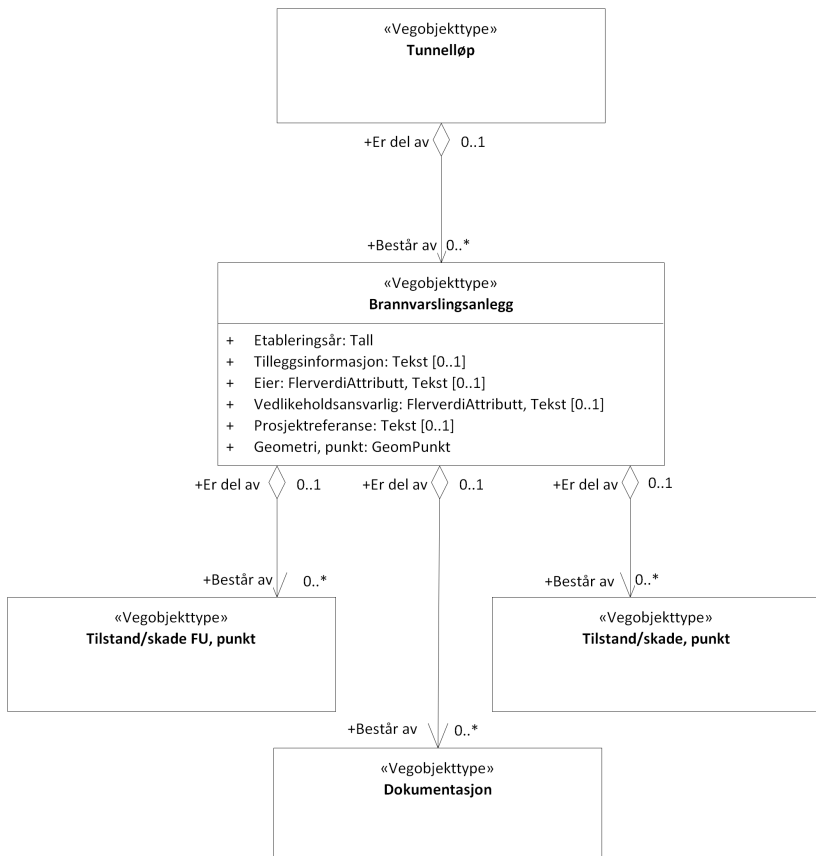 «Vegobjekttype»
Tunnelløp
+Er del av 0..1
+Består av 0..*
«Vegobjekttype»
Brannvarslingsanlegg
+ Etableringsår: Tall
+ Tilleggsinformasjon: Tekst [0..1]
+ Eier: FlerverdiAttributt, Tekst [0..1]
+ Vedlikeholdsansvarlig: FlerverdiAttributt, Tekst [0..1]
+ Prosjektreferanse: Tekst [0..1]
+ Geometri, punkt: GeomPunkt
+Er del av 0..1 +Er del av 0..1 +Er del av 0..1
+Består av 0..* +Består av 0..*
«Vegobjekttype» «Vegobjekttype»
Tilstand/skade FU, punkt Tilstand/skade, punkt
+Består av 0..*
«Vegobjekttype»
Dokumentasjon